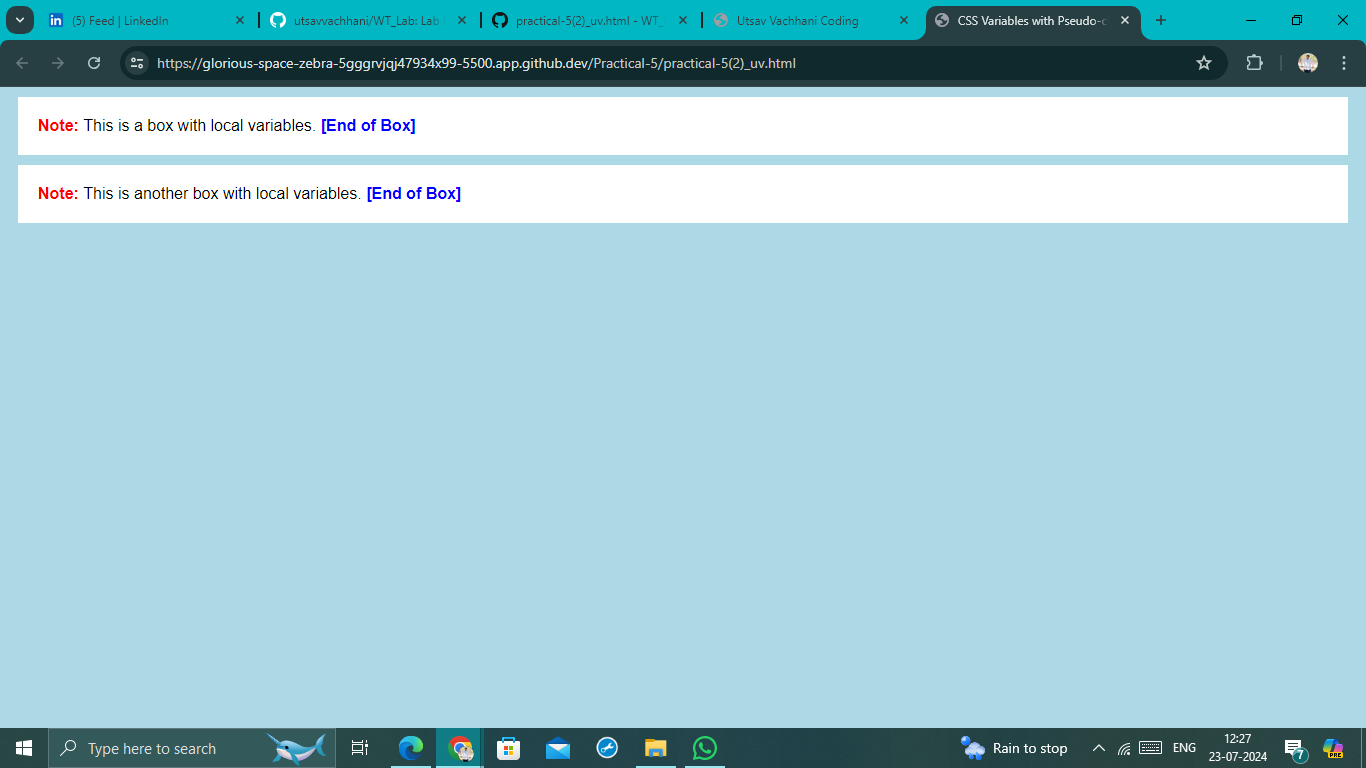 (5) Feed | LinkedIn
utsavvachhani/WT_Lab: Lab
practical-5(2)_uv.html - WT_
Utsav Vachhani Coding
CSS Variables with Pseudo-c
https://glorious-space-zebra-5gggrvjqj47934x99-5500.app.github.dev/Practical-5/practical-5(2)_uv.html
Note: This is a box with local variables. [End of Box]
Note: This is another box with local variables. [End of Box]
Type here to search
Rain to stop
ENG
12:27
23-07-2024
7
PRE